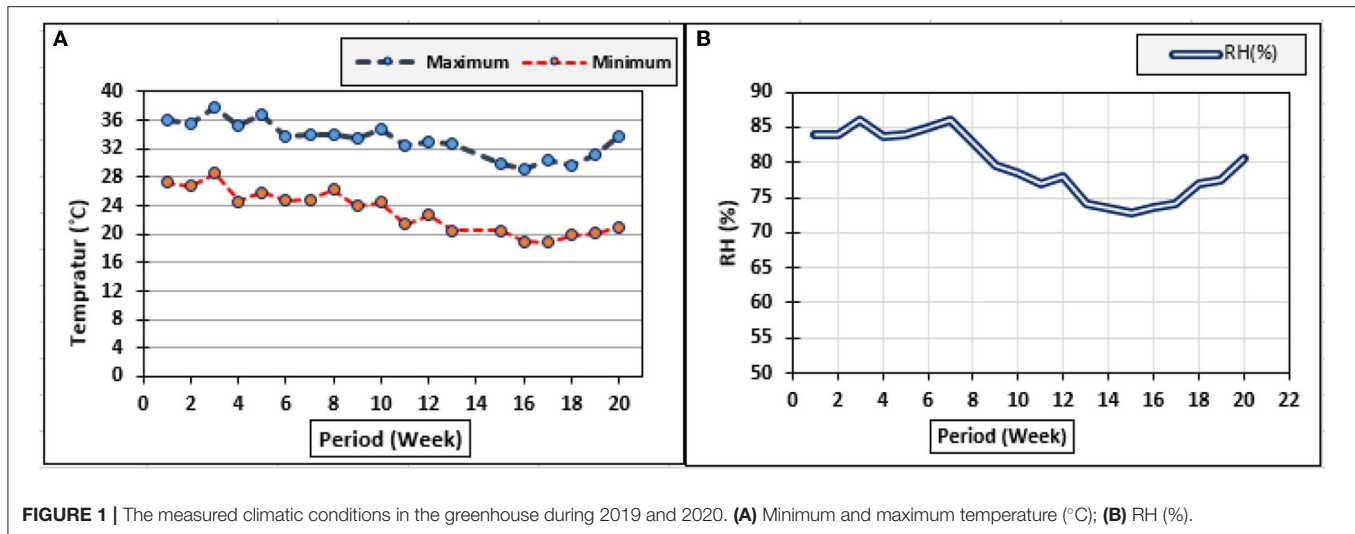 A
Maximum Minimum
40
36
32
28
24
20
16
12
8
4
0
Tempratur (°C)
0 2 4 6 8 10 12 14 16 18 20
Period (Week)
B
RH(%)
90
85
80
75
70
65
60
55
50
RH (%)
0 2 4 6 8 10 12 14 16 18 20 22
Period (Week)
FIGURE 1 | The measured climatic conditions in the greenhouse during 2019 and 2020. (A) Minimum and maximum temperature (°C); (B) RH (%).